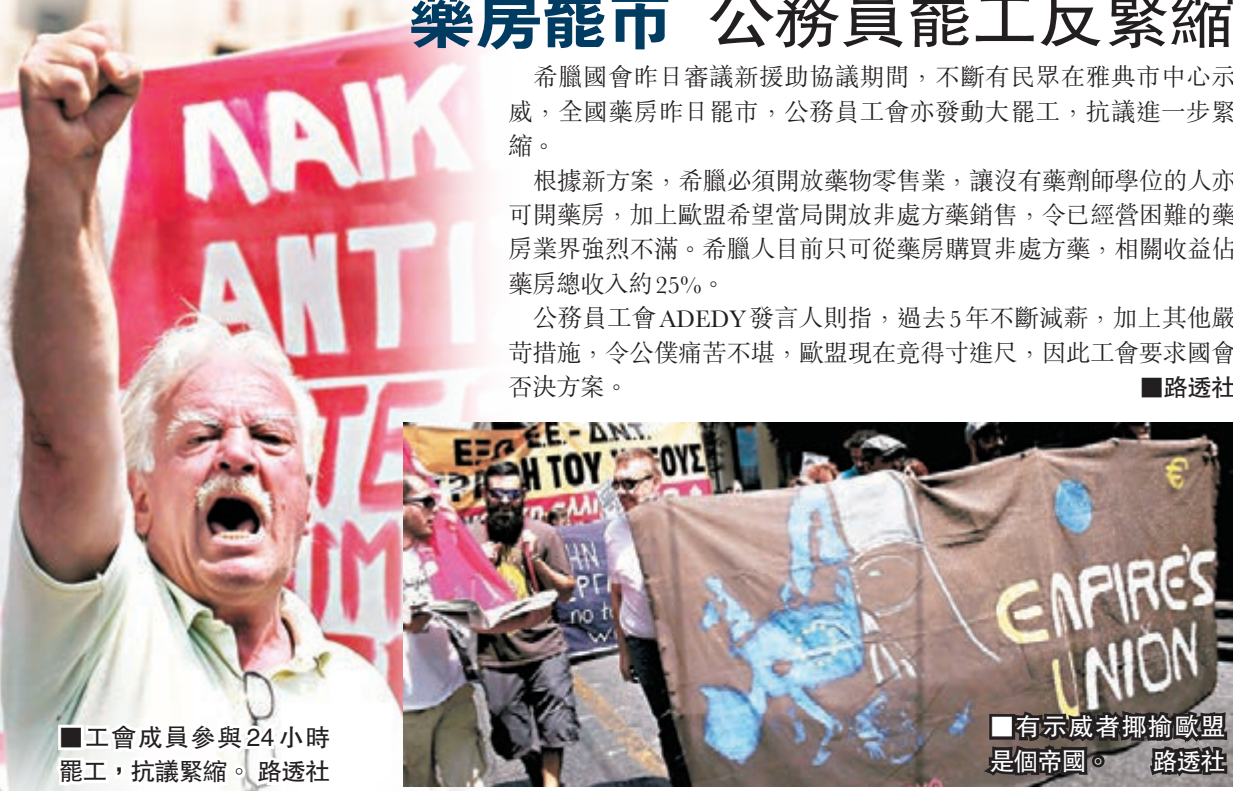 藥房罷市 公務員罷工反緊縮
希臘國會昨日審議新援助協議期間，不斷有民眾在雅典市中心示
威，全國藥房昨日罷市，公務員工會亦發動大罷工，抗議進一步緊
縮。
根據新方案，希臘必須開放藥物零售業，讓沒有藥劑師學位的人亦
可開藥房，加上歐盟希望當局開放非處方藥銷售，令已經營困難的藥
房業界強烈不滿。希臘人目前只可從藥房購買非處方藥，相關收益佔
藥房總收入約25%。
公務員工會ADEDY發言人則指，過去5年不斷減薪，加上其他嚴
苛措施，令公僕痛苦不堪，歐盟現在竟得寸進尺，因此工會要求國會
否決方案。 ■路透社
ΛAIK
ANTI
■工會成員參與24小時
罷工，抗議緊縮。 路透社
ΕΞΩ Ε.Ε. - Δ.Ν.Τ.
ΤΟΥ
€
EMPIRE'S
UNION
■有示威者揶揄歐盟
是個帝國。 路透社